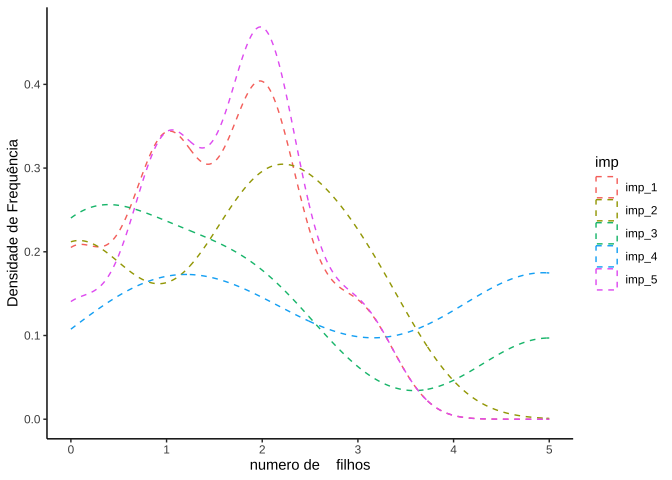 Densidade de Frequência
0.4
0.3
0.2
0.1
0.0
0 1 2 3 4 5
numero de    filhos
imp
imp_1
imp_2
imp_3
imp_4
imp_5